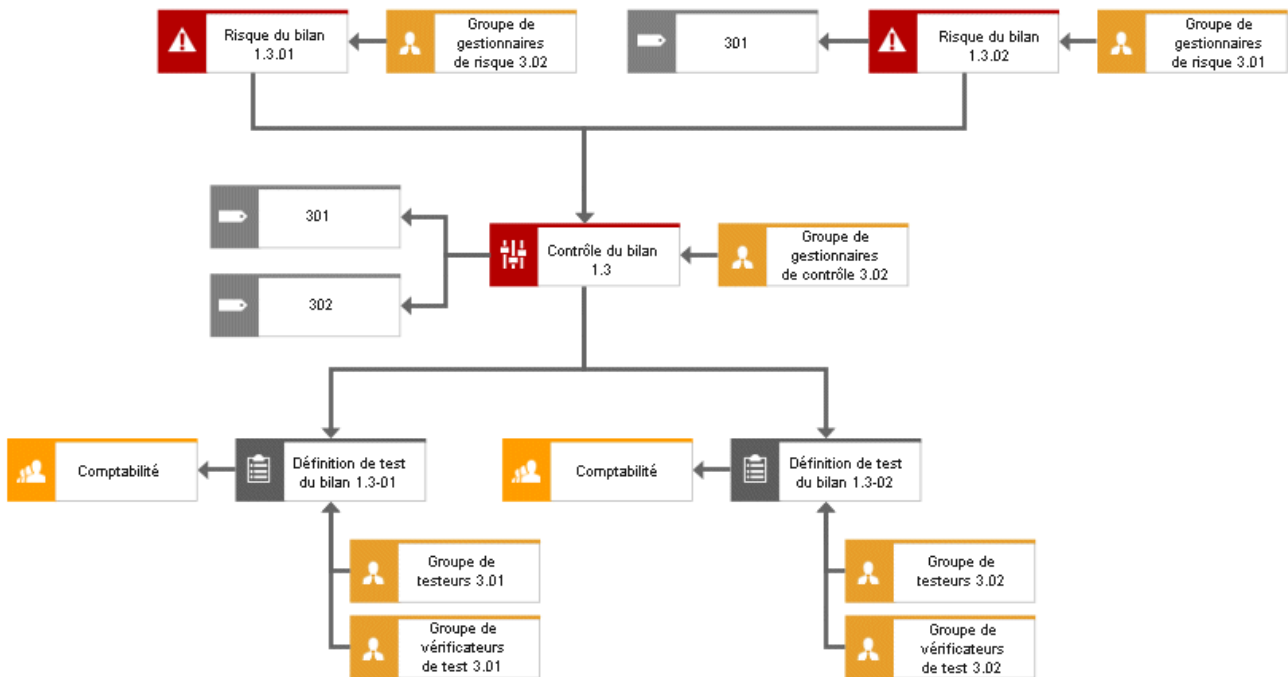 Risque du bilan
1.3.01
Groupe de
gestionnaires
de risque 3.02
301
Risque du bilan
1.3.02
Groupe de
gestionnaires
de risque 3.01
301
302
Contrôle du bilan
1.3
Groupe de
gestionnaires
de contrôle 3.02
Comptabilité
Définition de test
du bilan 1.3-01
Comptabilité
Définition de test
du bilan 1.3-02
Groupe de
testeurs 3.01
Groupe de
vérificateurs
de test 3.01
Groupe de
testeurs 3.02
Groupe de
vérificateurs
de test 3.02